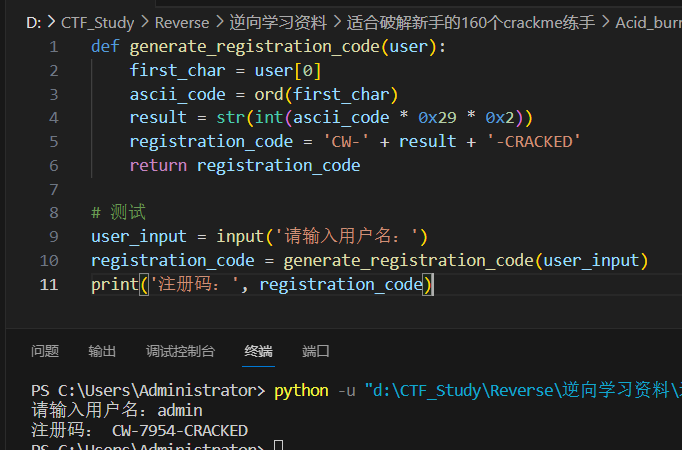 D: > CTF_Study > Reverse > 逆向学习资料 > 适合破解新手的160个crackme练手 > Acid_burn
1 def generate_registration_code(user):
2 first_char = user[0]
3 ascii_code = ord(first_char)
4 result = str(int(ascii_code * 0x29 * 0x2))
5 registration_code = 'CW-' + result + '-CRACKED'
6 return registration_code
7
8 # 测试
9 user_input = input('请输入用户名：')
10 registration_code = generate_registration_code(user_input)
11 print('注册码：', registration_code)
问题 输出 调试控制台 终端 端口
PS C:\Users\Administrator> python -u "d:\CTF_Study\Reverse\逆向学习资料\
请输入用户名：admin
注册码： CW-7954-CRACKED
PS C:\Users\Administrator>